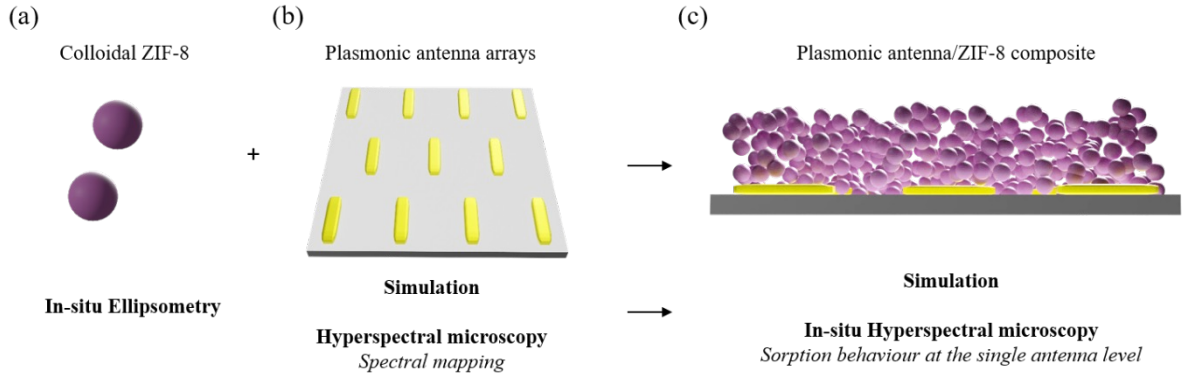 (a)
(b)
(c)
Colloidal ZIF-8
Plasmonic antenna arrays
Plasmonic antenna/ZIF-8 composite
+
In-situ Ellipsometry
Simulation
Simulation
Hyperspectral microscopy
Spectral mapping
In-situ Hyperspectral microscopy
Sorption behaviour at the single antenna level